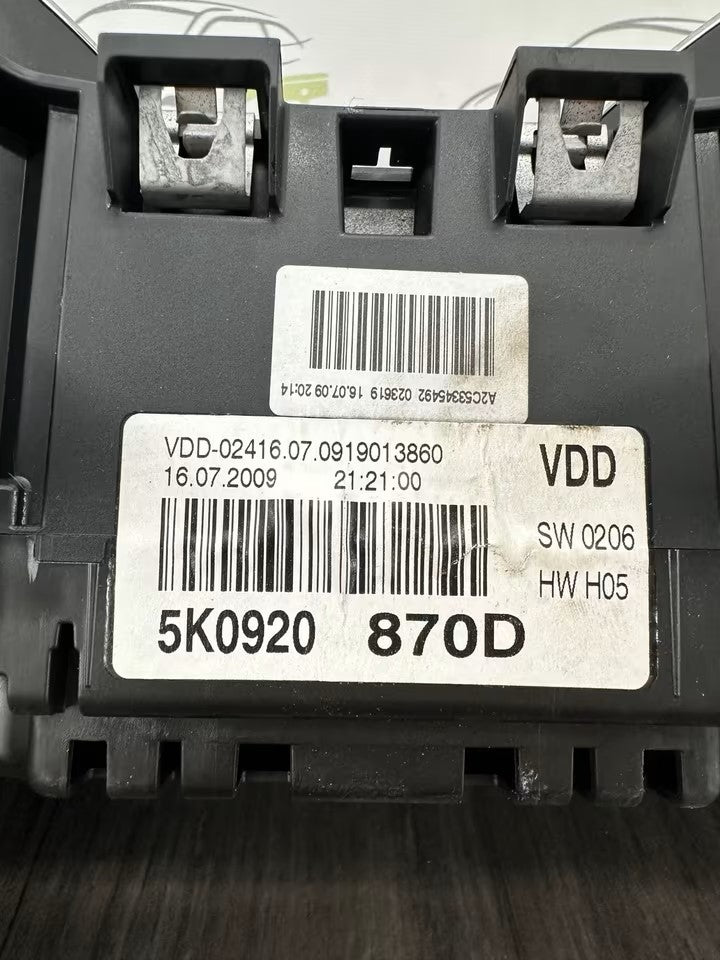 A2C53345492 023619 16.07.09 20:14
VDD-02416.07.0919013860
16.07.2009 21:21:00
VDD
SW 0206
HW H05
5K0920 870D